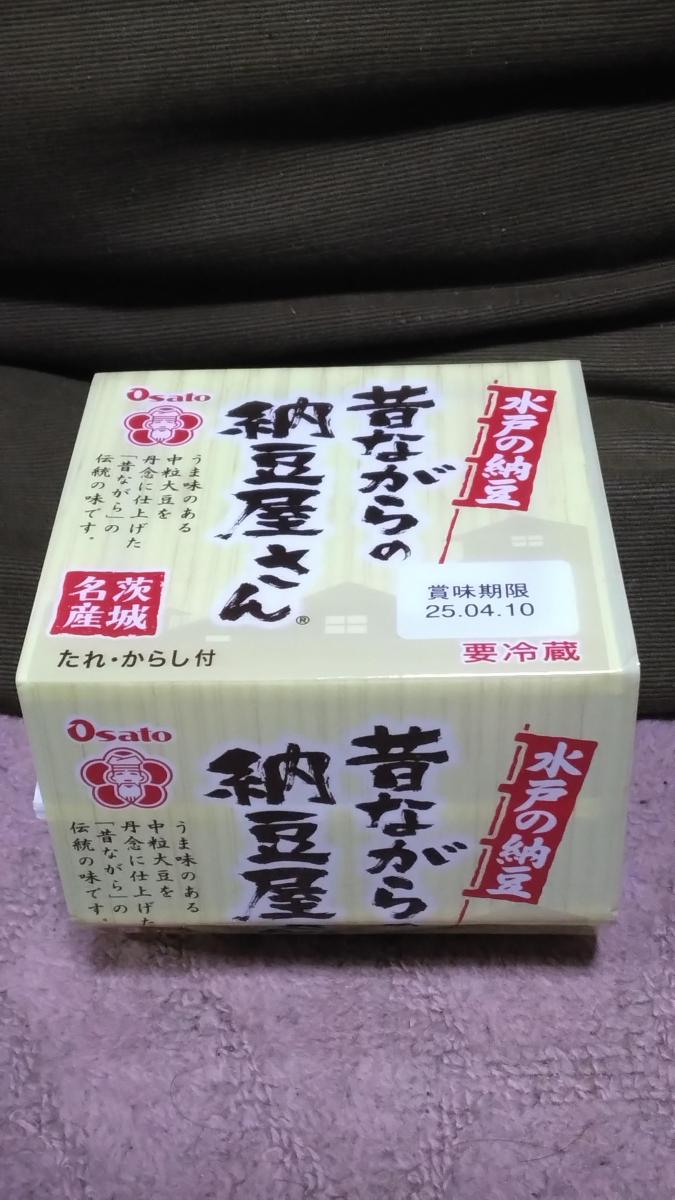 水戸の納豆
昔ながらの
納豆屋さん®
Osato
うま味のある
中粒大豆を
丹念に仕上げた
「昔ながら」の
伝統の味です。
茨城
名産
賞味期限
25.04.10
たれ・からし付
要冷蔵
水戸の納豆
昔ながら
納豆屋
Osato
うま味のある
中粒大豆を
丹念に仕上げた
「昔ながら」の
伝統の味です。